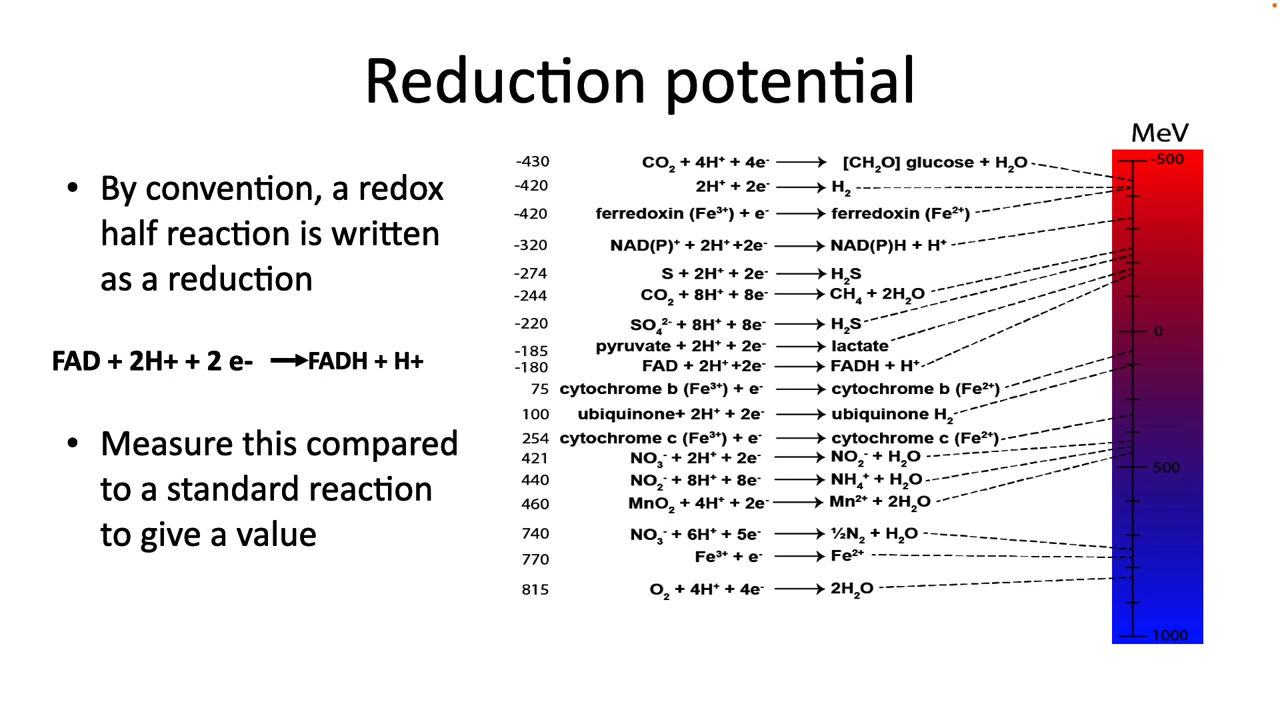 Reduction potential
• By convention, a redox
half reaction is written
as a reduction
FAD + 2H+ + 2 e- ⟶FADH + H+
• Measure this compared
to a standard reaction
to give a value
MeV
-430 CO₂ + 4H⁺ + 4e⁻ ⟶ [CH₂O] glucose + H₂O
-420 2H⁺ + 2e⁻ ⟶ H₂
-420 ferredoxin (Fe³⁺) + e⁻ ⟶ ferredoxin (Fe²⁺)
-320 NAD(P)⁺ + 2H⁺ +2e⁻ ⟶ NAD(P)H + H⁺
-274 S + 2H⁺ + 2e⁻ ⟶ H₂S
-244 CO₂ + 8H⁺ + 8e⁻ ⟶ CH₄ + 2H₂O
-220 SO₄²⁻ + 8H⁺ + 8e⁻ ⟶ H₂S
-185 pyruvate + 2H⁺ + 2e⁻ ⟶ lactate
-180 FAD + 2H⁺ +2e⁻ ⟶ FADH + H⁺
75 cytochrome b (Fe³⁺) + e⁻ ⟶ cytochrome b (Fe²⁺)
100 ubiquinone+ 2H⁺ + 2e⁻ ⟶ ubiquinone H₂
254 cytochrome c (Fe³⁺) + e⁻ ⟶ cytochrome c (Fe²⁺)
421 NO₃⁻ + 2H⁺ + 2e⁻ ⟶ NO₂⁻ + H₂O
440 NO₂⁻ + 8H⁺ + 8e⁻ ⟶ NH₄⁺ + H₂O
460 MnO₂ + 4H⁺ + 2e⁻ ⟶ Mn²⁺ + 2H₂O
740 NO₃⁻ + 6H⁺ + 5e⁻ ⟶ ½N₂ + H₂O
770 Fe³⁺ + e⁻ ⟶ Fe²⁺
815 O₂ + 4H⁺ + 4e⁻ ⟶ 2H₂O
-500
0
500
1000